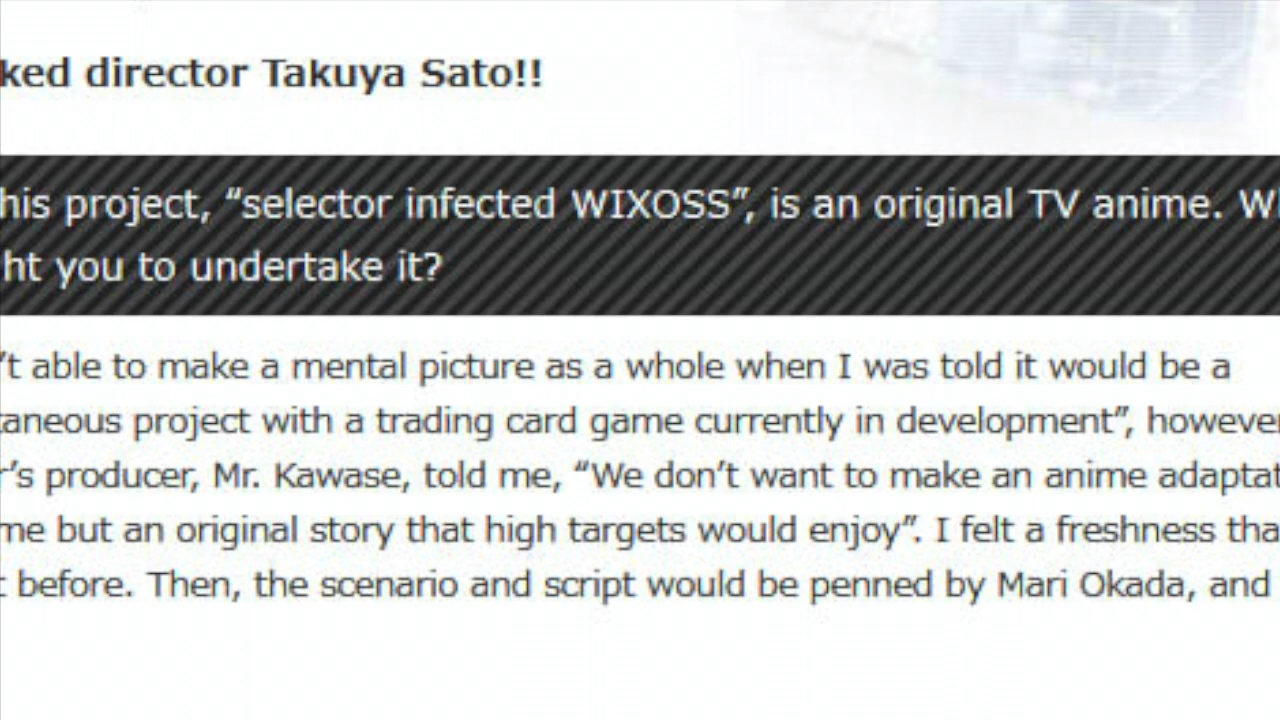 ked director Takuya Sato!!
his project, “selector infected WIXOSS”, is an original TV anime. W
ht you to undertake it?
’t able to make a mental picture as a whole when I was told it would be a
taneous project with a trading card game currently in development”, however
r’s producer, Mr. Kawase, told me, “We don’t want to make an anime adaptat
me but an original story that high targets would enjoy”. I felt a freshness tha
t before. Then, the scenario and script would be penned by Mari Okada, and